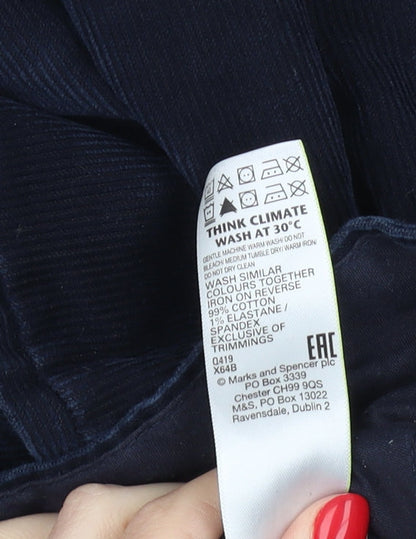 THINK CLIMATE
WASH AT 30°C
GENTLE MACHINE WARM WASH/ DO NOT
BLEACH/ MEDIUM TUMBLE DRY/ WARM IRON/
DO NOT DRY CLEAN
WASH SIMILAR
COLOURS TOGETHER
IRON ON REVERSE
99% COTTON
1% ELASTANE/
SPANDEX
EXCLUSIVE OF
TRIMMINGS
Q419
X64B
EAC
© Marks and Spencer plc
PO Box 3339
Chester CH99 9QS
M&S, PO Box 13022
Ravensdale, Dublin 2